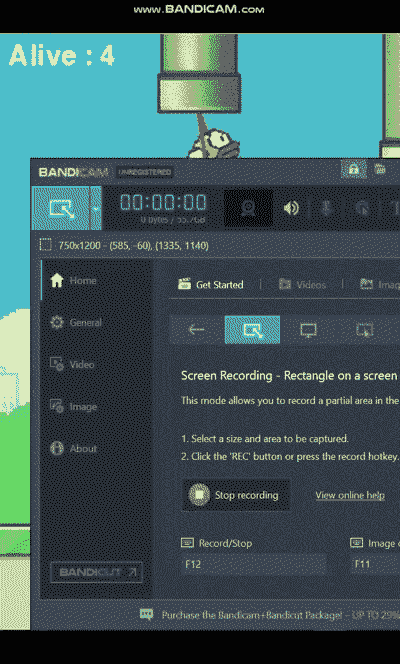 WWW.BANDICAM.COM
Alive : 4
BANDICAM UNREGISTERED
00:00:00
0 bytes / 55.7GB
750x1200 - (585, -60), (1335, 1140)
Home
Get Started
Videos
General
Video
Screen Recording - Rectangle on a screen
This mode allows you to record a partial area in the
Image
1. Select a size and area to be captured.
About
2. Click the 'REC' button or press the record hotkey.
Stop recording
View online help
Record/Stop
Image
F12
F11
BANDICUT
Purchase the Bandicam+Bandicut Package! - UP TO 29%